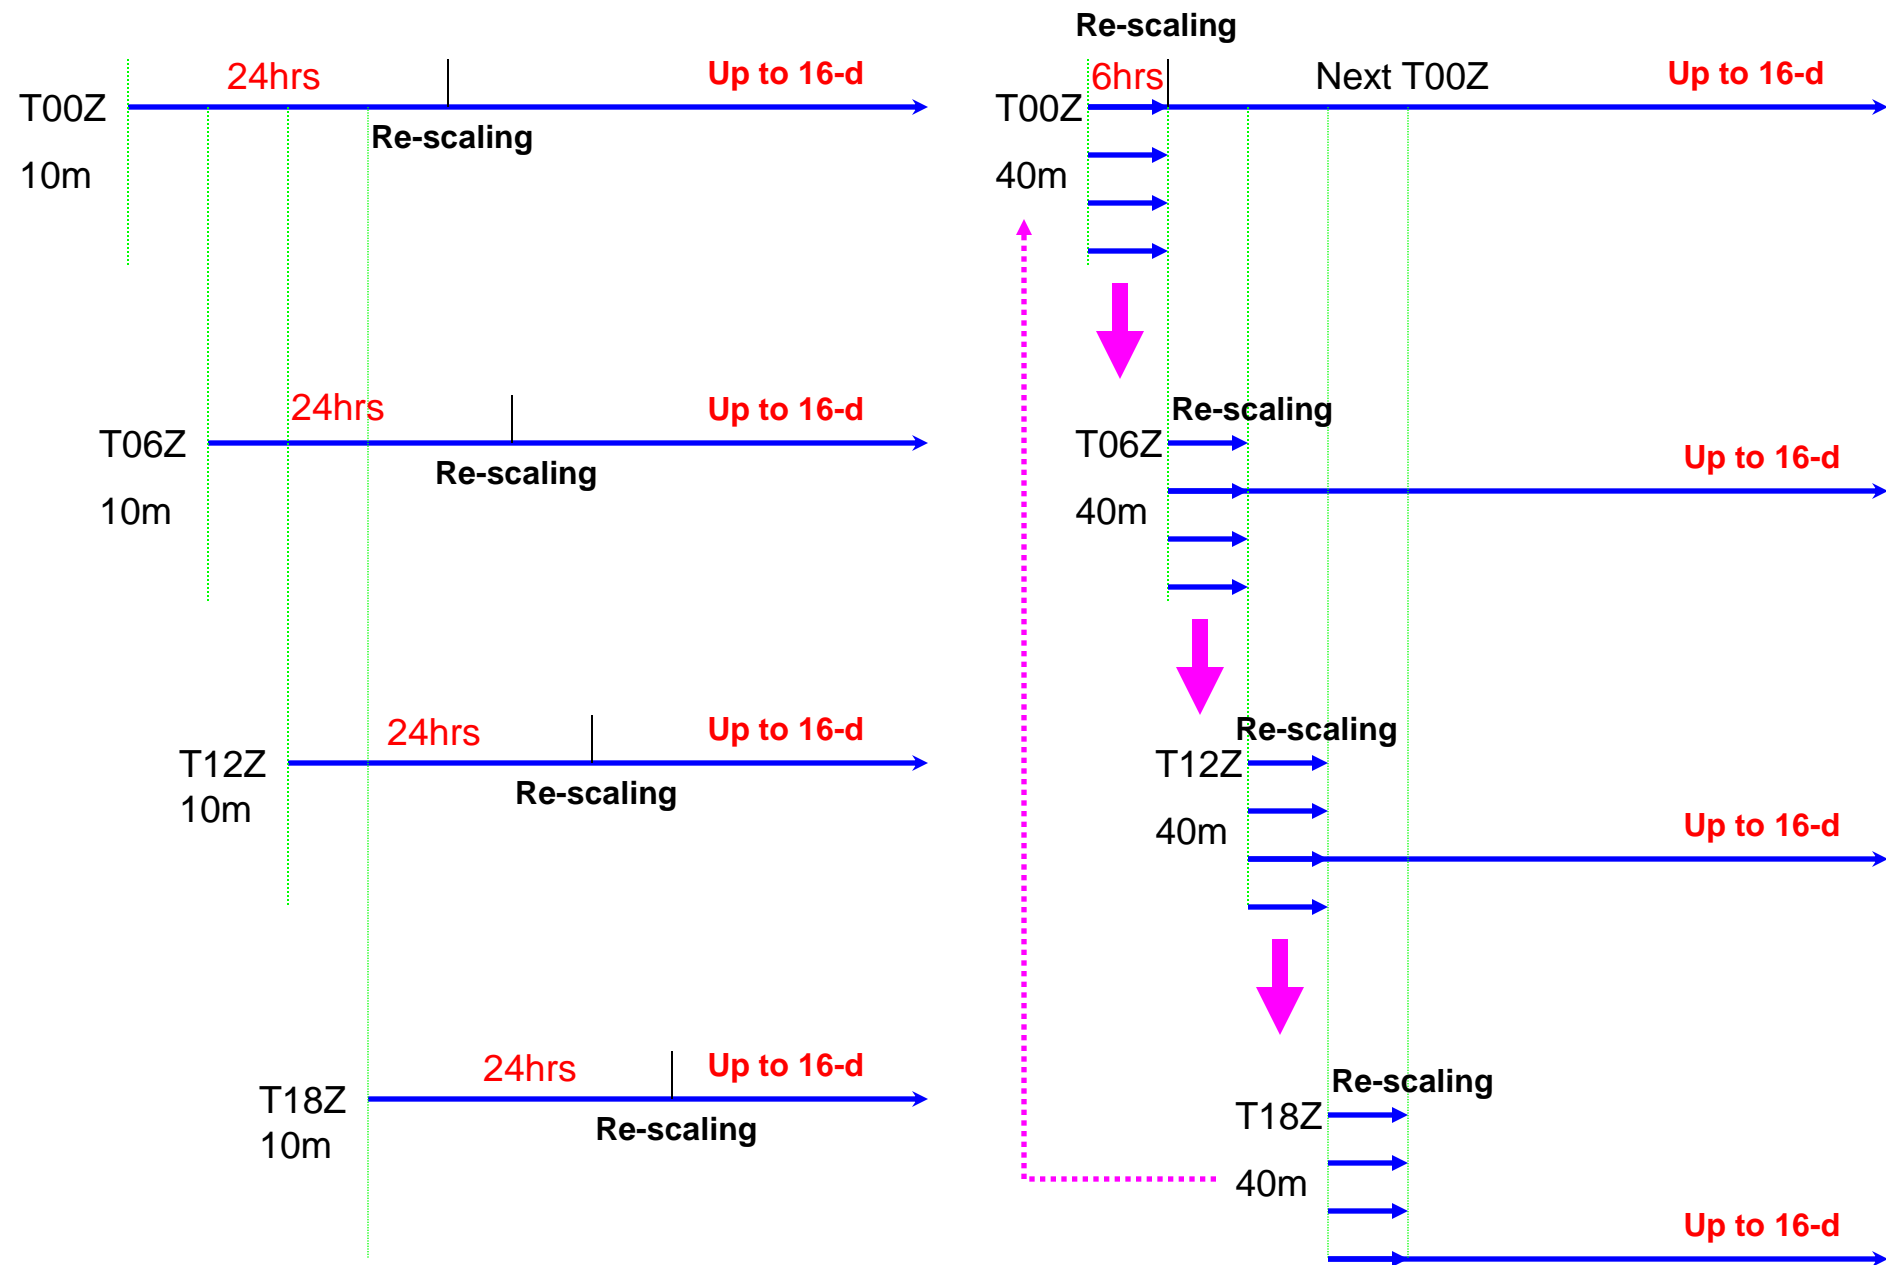 24hrs
Up to 16-d
T00Z
Re-scaling
10m
24hrs
Up to 16-d
T06Z
Re-scaling
10m
24hrs
Up to 16-d
T12Z
Re-scaling
10m
24hrs
Up to 16-d
T18Z
Re-scaling
10m
Re-scaling
6hrs
Next T00Z
Up to 16-d
T00Z
40m
Re-scaling
T06Z
Up to 16-d
40m
Re-scaling
T12Z
Up to 16-d
40m
Re-scaling
T18Z
40m
Up to 16-d